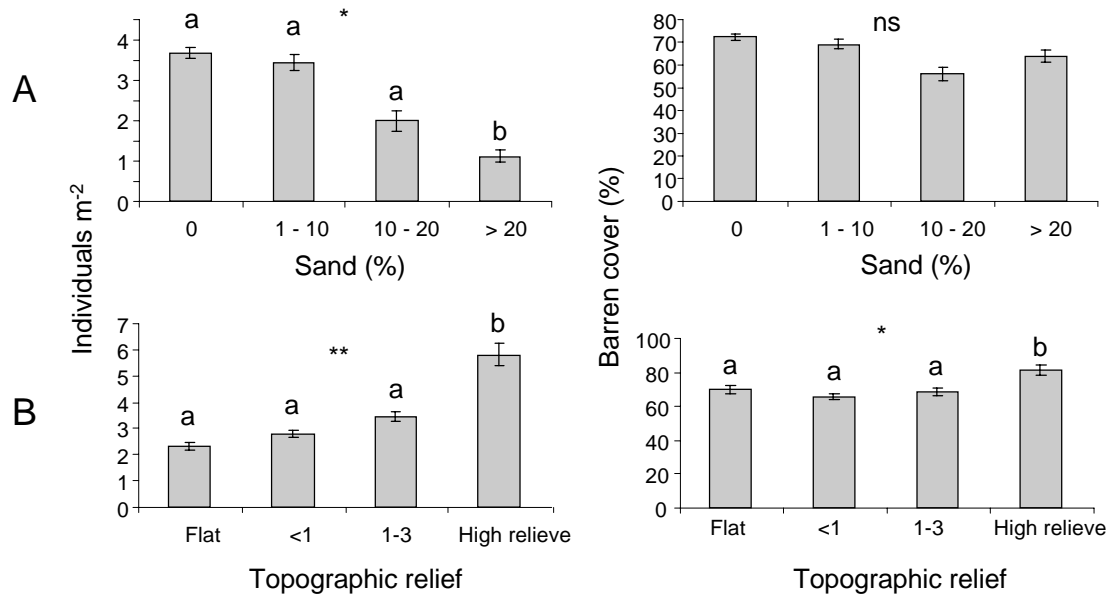 A
Individuals m-2
4
3
2
1
0
a
a
*
a
b
0
1 - 10
10 - 20
> 20
Sand (%)
Barren cover (%)
80
70
60
50
40
30
20
10
0
ns
0
1 - 10
10 - 20
> 20
Sand (%)
B
7
6
5
4
3
2
1
0
a
a
**
a
b
Flat
<1
1-3
High relieve
Topographic relief
100
80
60
40
20
0
a
a
*
a
b
Flat
<1
1-3
High relieve
Topographic relief